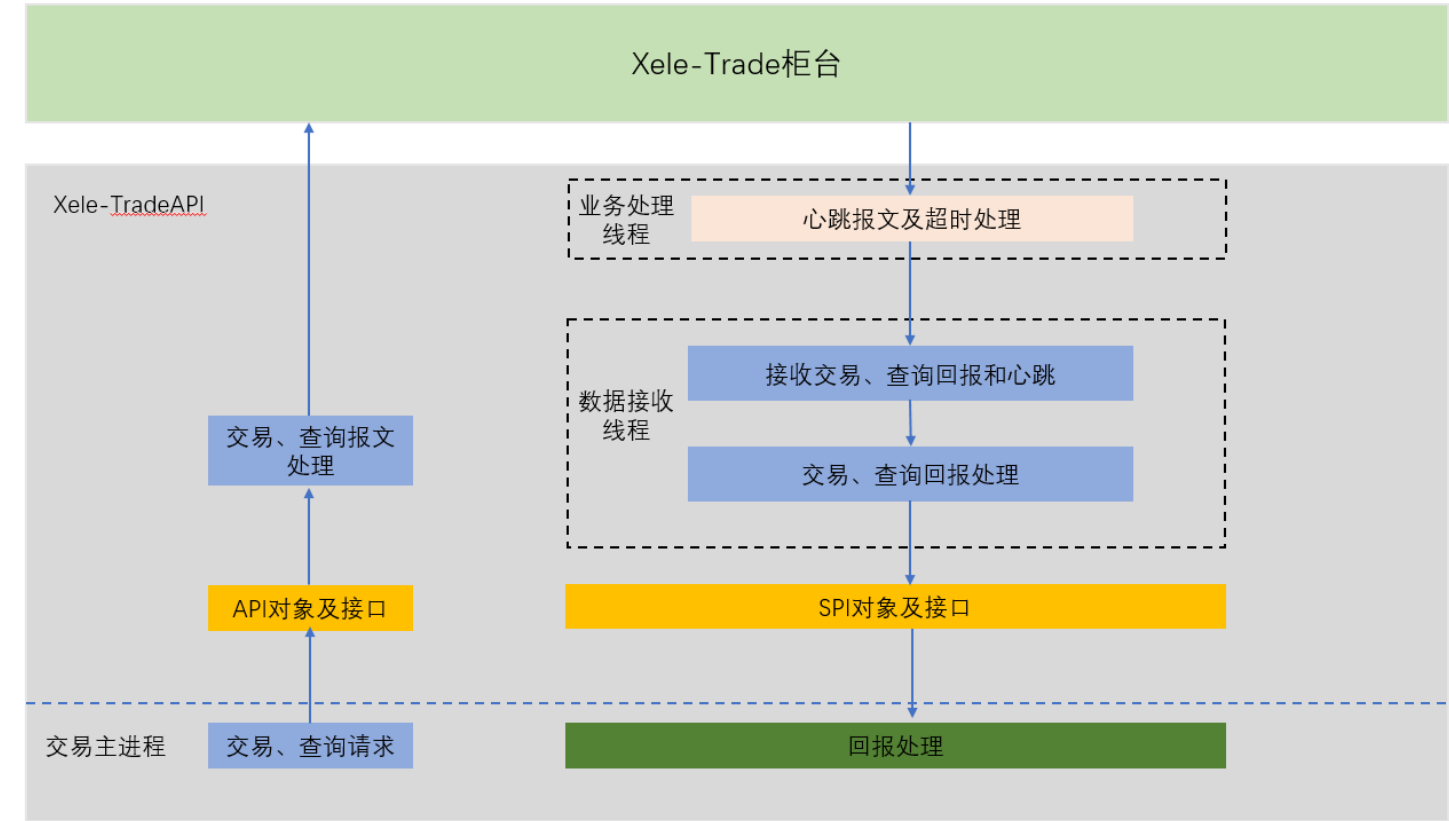 Xele-Trade柜台
Xele-TradeAPI
业务处理
线程
心跳报文及超时处理
数据接收
线程
接收交易、查询回报和心跳
交易、查询回报处理
交易、查询报文
处理
API对象及接口
SPI对象及接口
交易主进程
交易、查询请求
回报处理